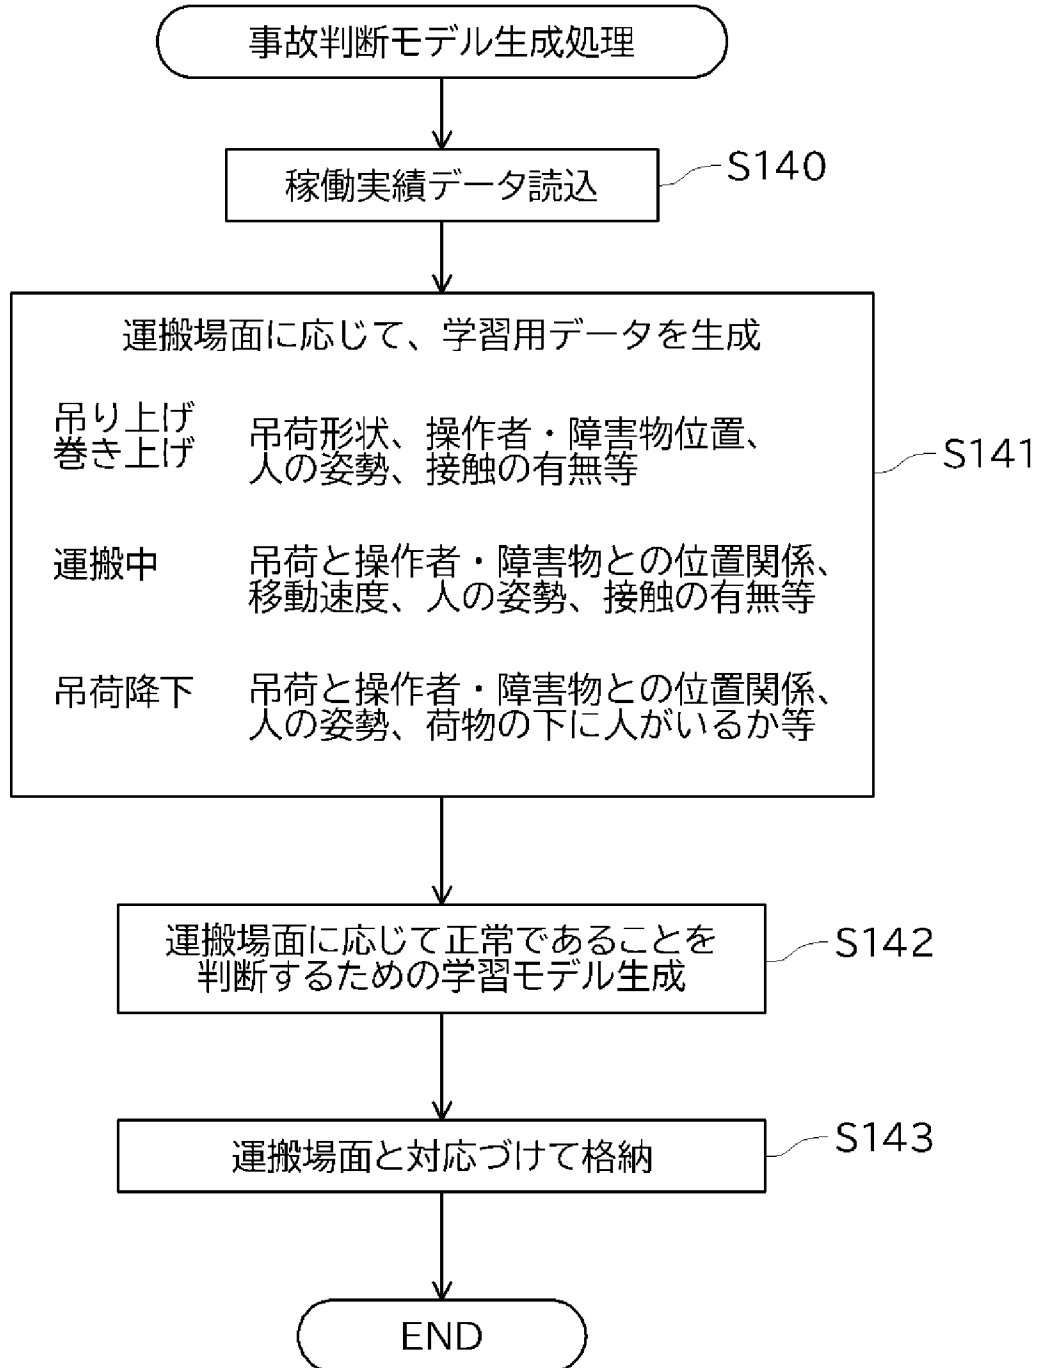 事故判断モデル生成処理
稼働実績データ読込
S140
運搬場面に応じて、学習用データを生成
吊り上げ
巻き上げ
吊荷形状、操作者・障害物位置、
人の姿勢、接触の有無等
S141
運搬中
吊荷と操作者・障害物との位置関係、
移動速度、人の姿勢、接触の有無等
吊荷降下
吊荷と操作者・障害物との位置関係、
人の姿勢、荷物の下に人がいるか等
運搬場面に応じて正常であることを
判断するための学習モデル生成
S142
運搬場面と対応づけて格納
S143
END